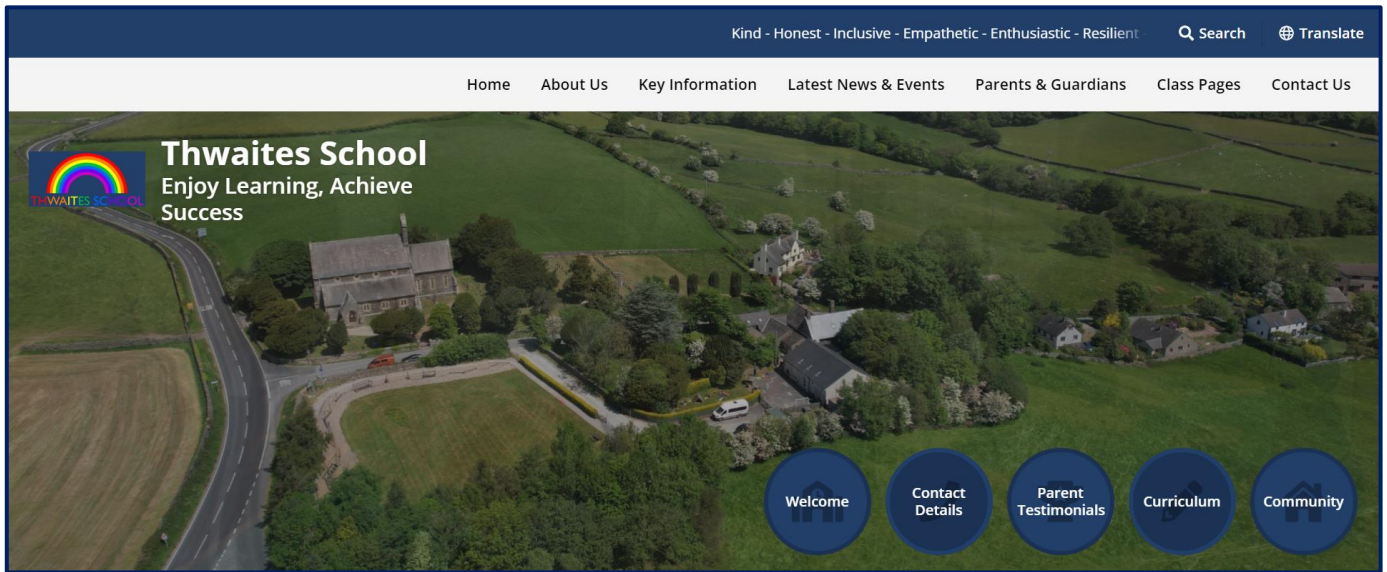 Kind - Honest - Inclusive - Empathetic - Enthusiastic - Resilient -
Search
Translate
Home
About Us
Key Information
Latest News & Events
Parents & Guardians
Class Pages
Contact Us
THWAITES SCHOOL
Thwaites School
Enjoy Learning, Achieve
Success
Welcome
Contact
Details
Parent
Testimonials
Curriculum
Community